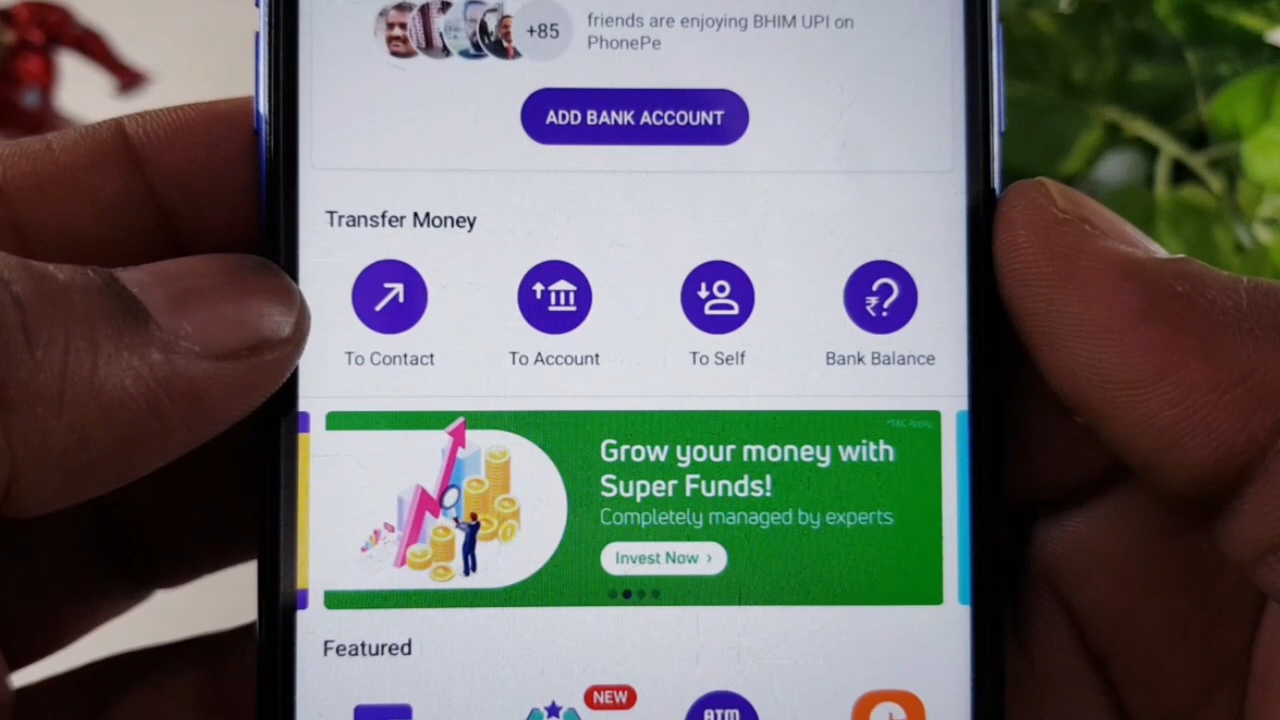 +85
friends are enjoying BHIM UPI on
PhonePe
ADD BANK ACCOUNT
Transfer Money
To Contact
To Account
To Self
Bank Balance
*T&C Apply
Grow your money with
Super Funds!
Completely managed by experts
Invest Now ›
Featured
NEW
ATM